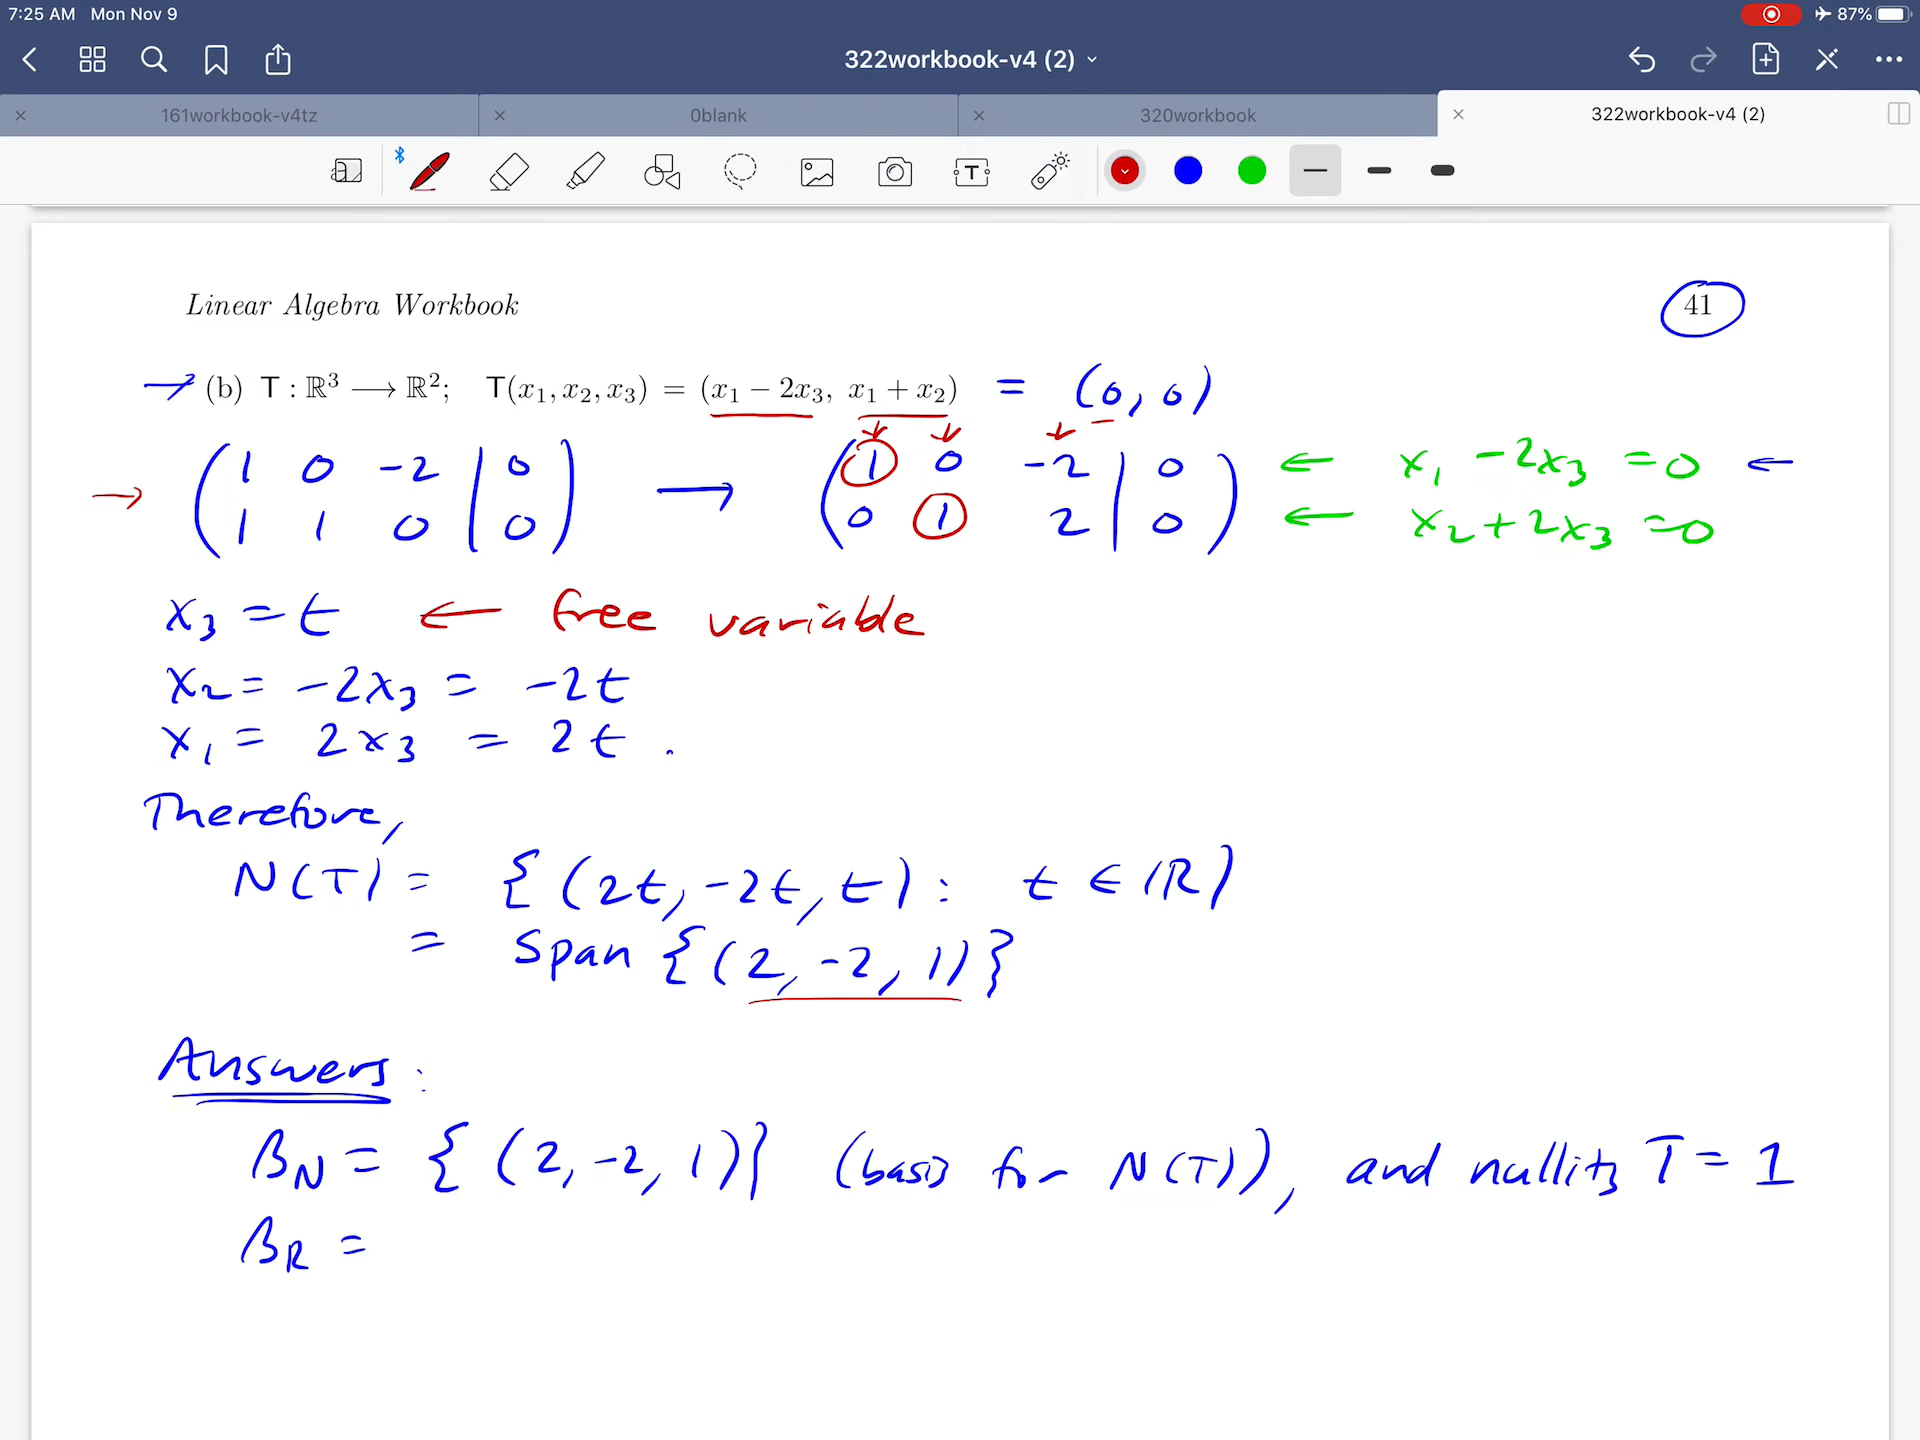 7:25 AM Mon Nov 9 87%
322workbook-v4 (2)
161workbook-v4tz 0blank 320workbook 322workbook-v4 (2)
Linear Algebra Workbook 41
→ (b) T : ℝ³ ⟶ ℝ²; T(x₁, x₂, x₃) = (x₁ − 2x₃, x₁ + x₂) = (0, 0)
→ ( 1 0 -2 | 0 ) → ( 1 0 -2 | 0 ) ← x₁ - 2x₃ = 0 ←
( 1 1 0 | 0 ) ( 0 1 2 | 0 ) ← x₂ + 2x₃ = 0
x₃ = t ← free variable
x₂ = -2x₃ = -2t
x₁ = 2x₃ = 2t .
Therefore,
N(T) = { (2t, -2t, t) : t ∈ ℝ }
= Span { (2, -2, 1) }
Answers :
β_N = { (2, -2, 1) } (basis for N(T)), and nullity T = 1
β_R =